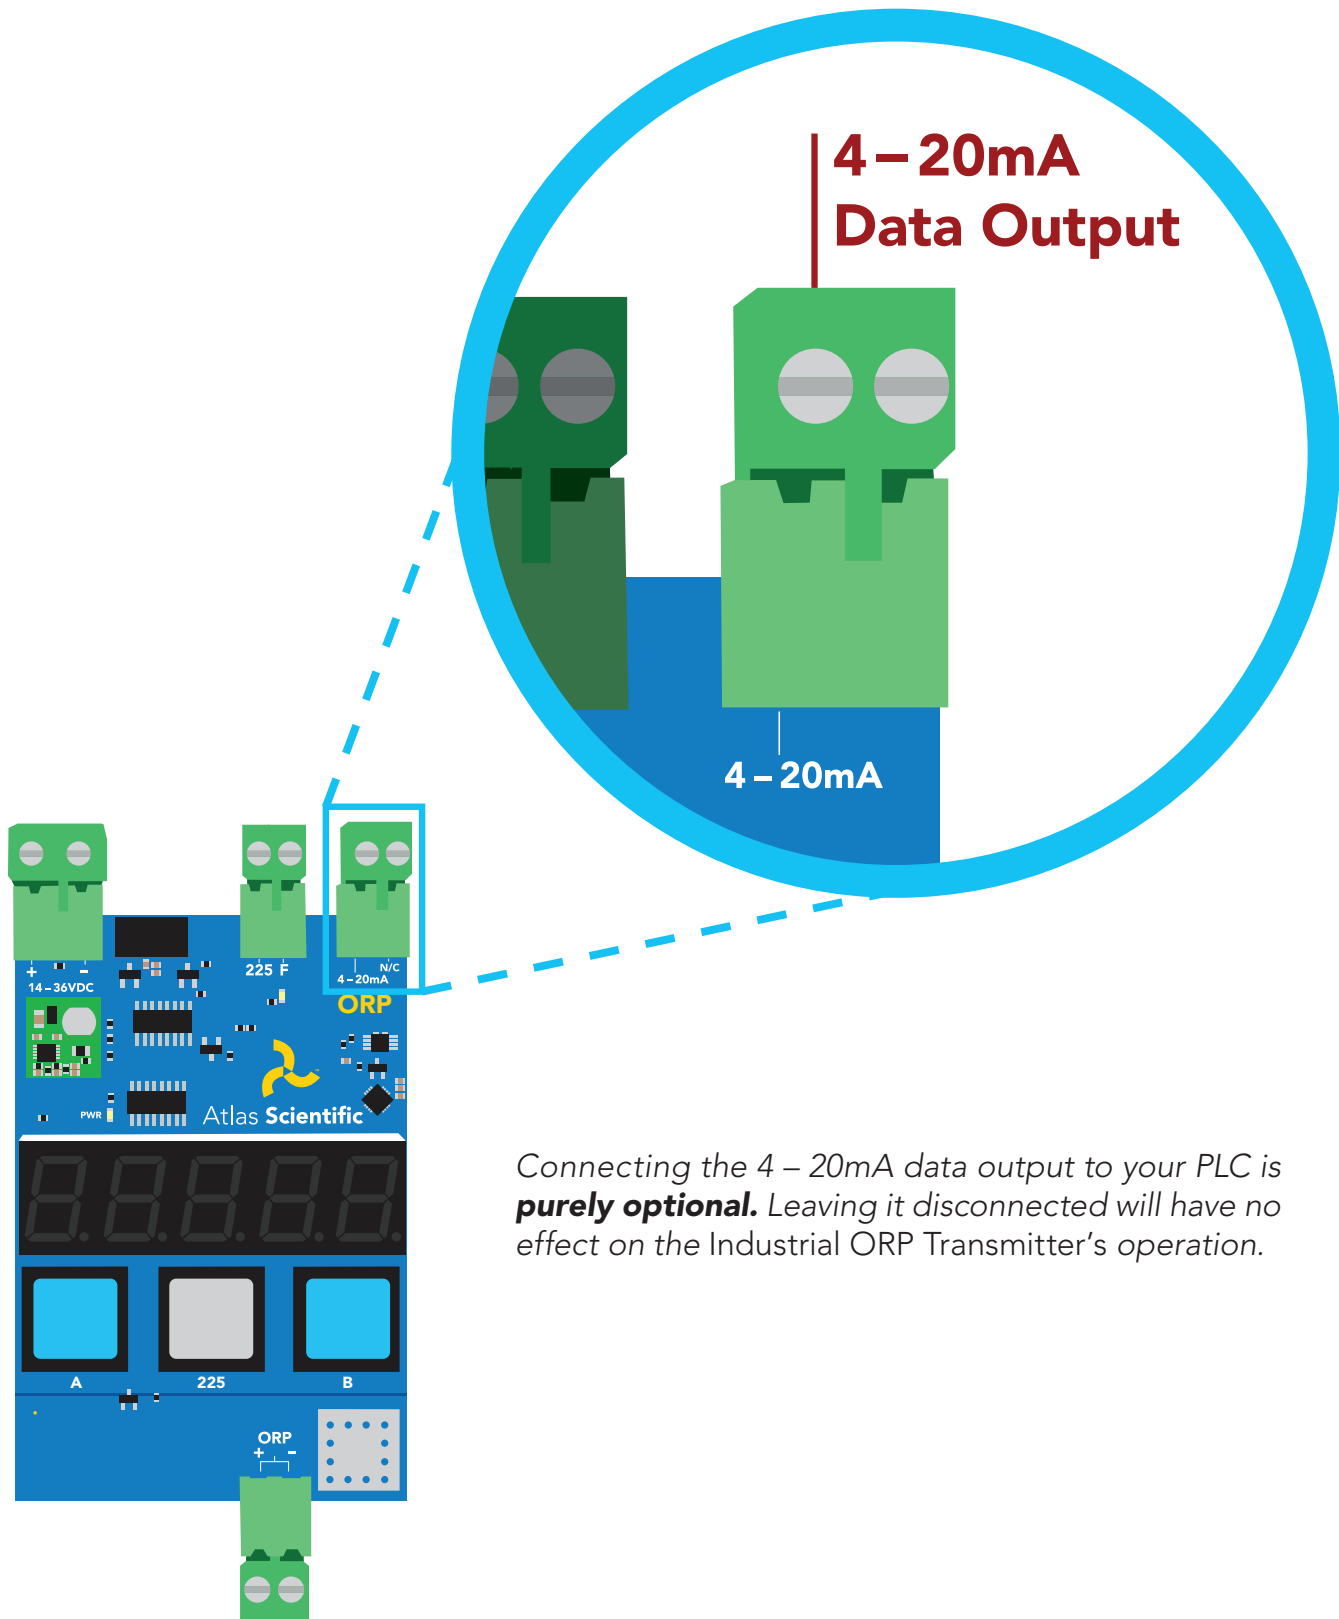 4 – 20mA
Data Output
4 – 20mA
+ –
14 – 36VDC
225 F
N/C
4 – 20mA
ORP
PWR
Atlas Scientific
Connecting the 4 – 20mA data output to your PLC is
purely optional. Leaving it disconnected will have no
effect on the Industrial ORP Transmitter's operation.
A
225
B
ORP
+ –